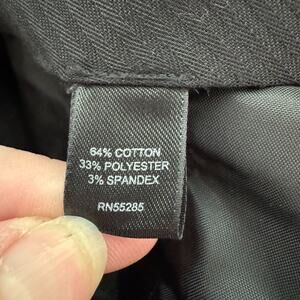 64% COTTON
33% POLYESTER
3% SPANDEX
RN55285